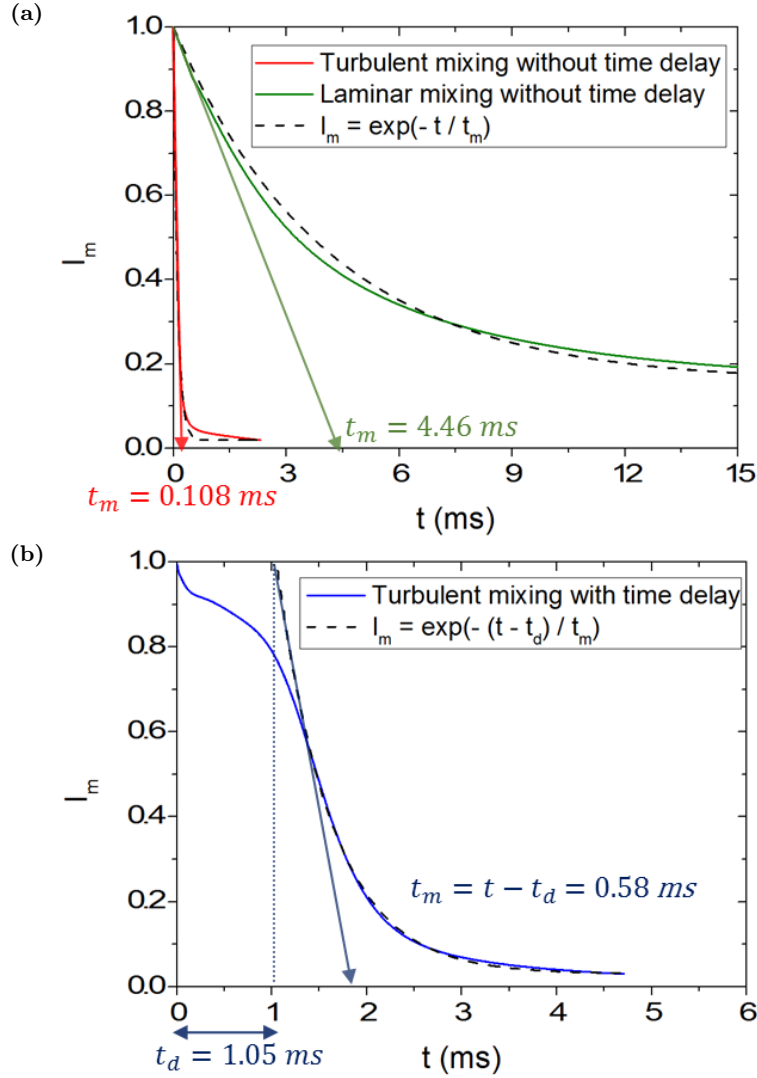 (a)
1.0
0.8
0.6
0.4
0.2
0.0
I_m
Turbulent mixing without time delay
Laminar mixing without time delay
I_m = exp(- t / t_m)
t_m = 4.46 ms
0 3 6 9 12 15
t_m = 0.108 ms
t (ms)
(b)
1.0
0.8
0.6
0.4
0.2
0.0
I_m
Turbulent mixing with time delay
I_m = exp(- (t - t_d) / t_m)
t_m = t − t_d = 0.58 ms
0 1 2 3 4 5 6
t_d = 1.05 ms
t (ms)